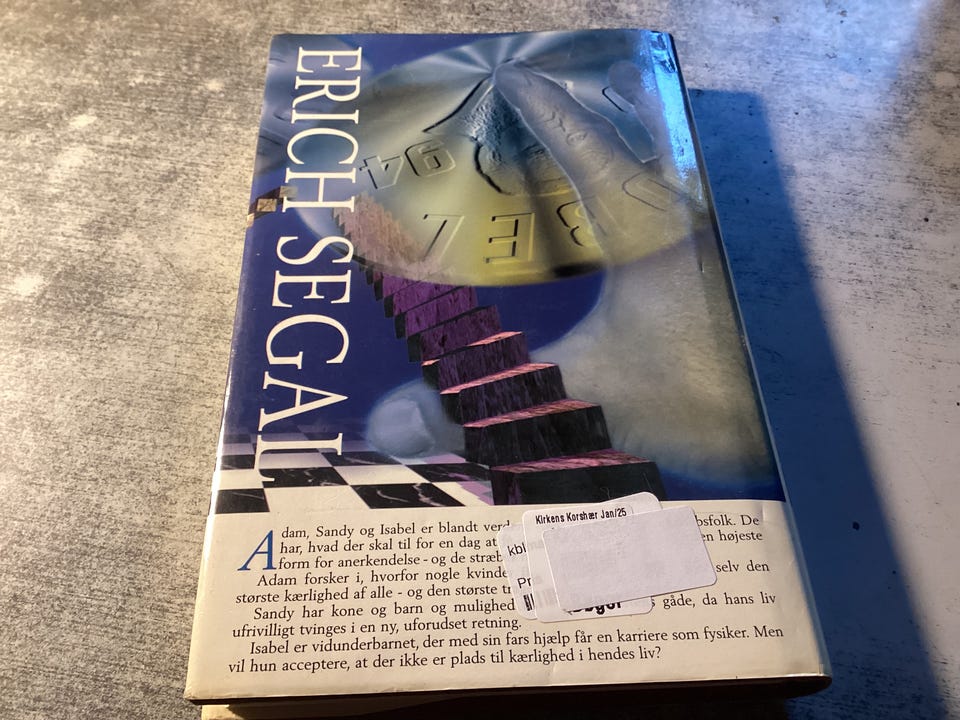 ERICH SEGAL
94
VBEL
Adam, Sandy og Isabel er blandt verd bsfolk. De
har, hvad der skal til for en dag at en højeste
form for anerkendelse - og de stræb
Adam forsker i, hvorfor nogle kvinde selv den
største kærlighed af alle - og den største tr
Sandy har kone og barn og mulighed s gåde, da hans liv
ufrivilligt tvinges i en ny, uforudset retning.
Isabel er vidunderbarnet, der med sin fars hjælp får en karriere som fysiker. Men
vil hun acceptere, at der ikke er plads til kærlighed i hendes liv?
Kirkens Korshær Jan/25
kbh
Pr